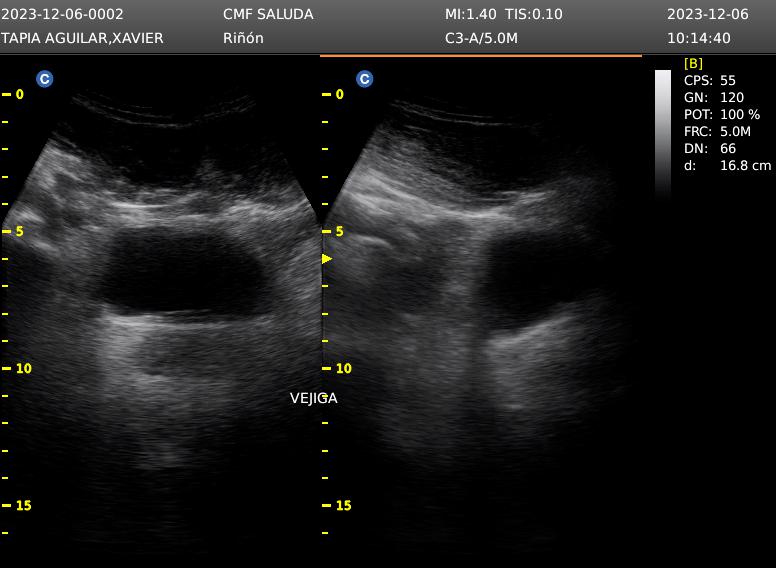 2023-12-06-0002 CMF SALUDA MI:1.40 TIS:0.10 2023-12-06
TAPIA AGUILAR,XAVIER Riñón C3-A/5.0M 10:14:40
[B]
CPS: 55
GN: 120
POT: 100 %
FRC: 5.0M
DN: 66
d: 16.8 cm
C
0
5
10
15
C
0
5
10
15
VEJIGA